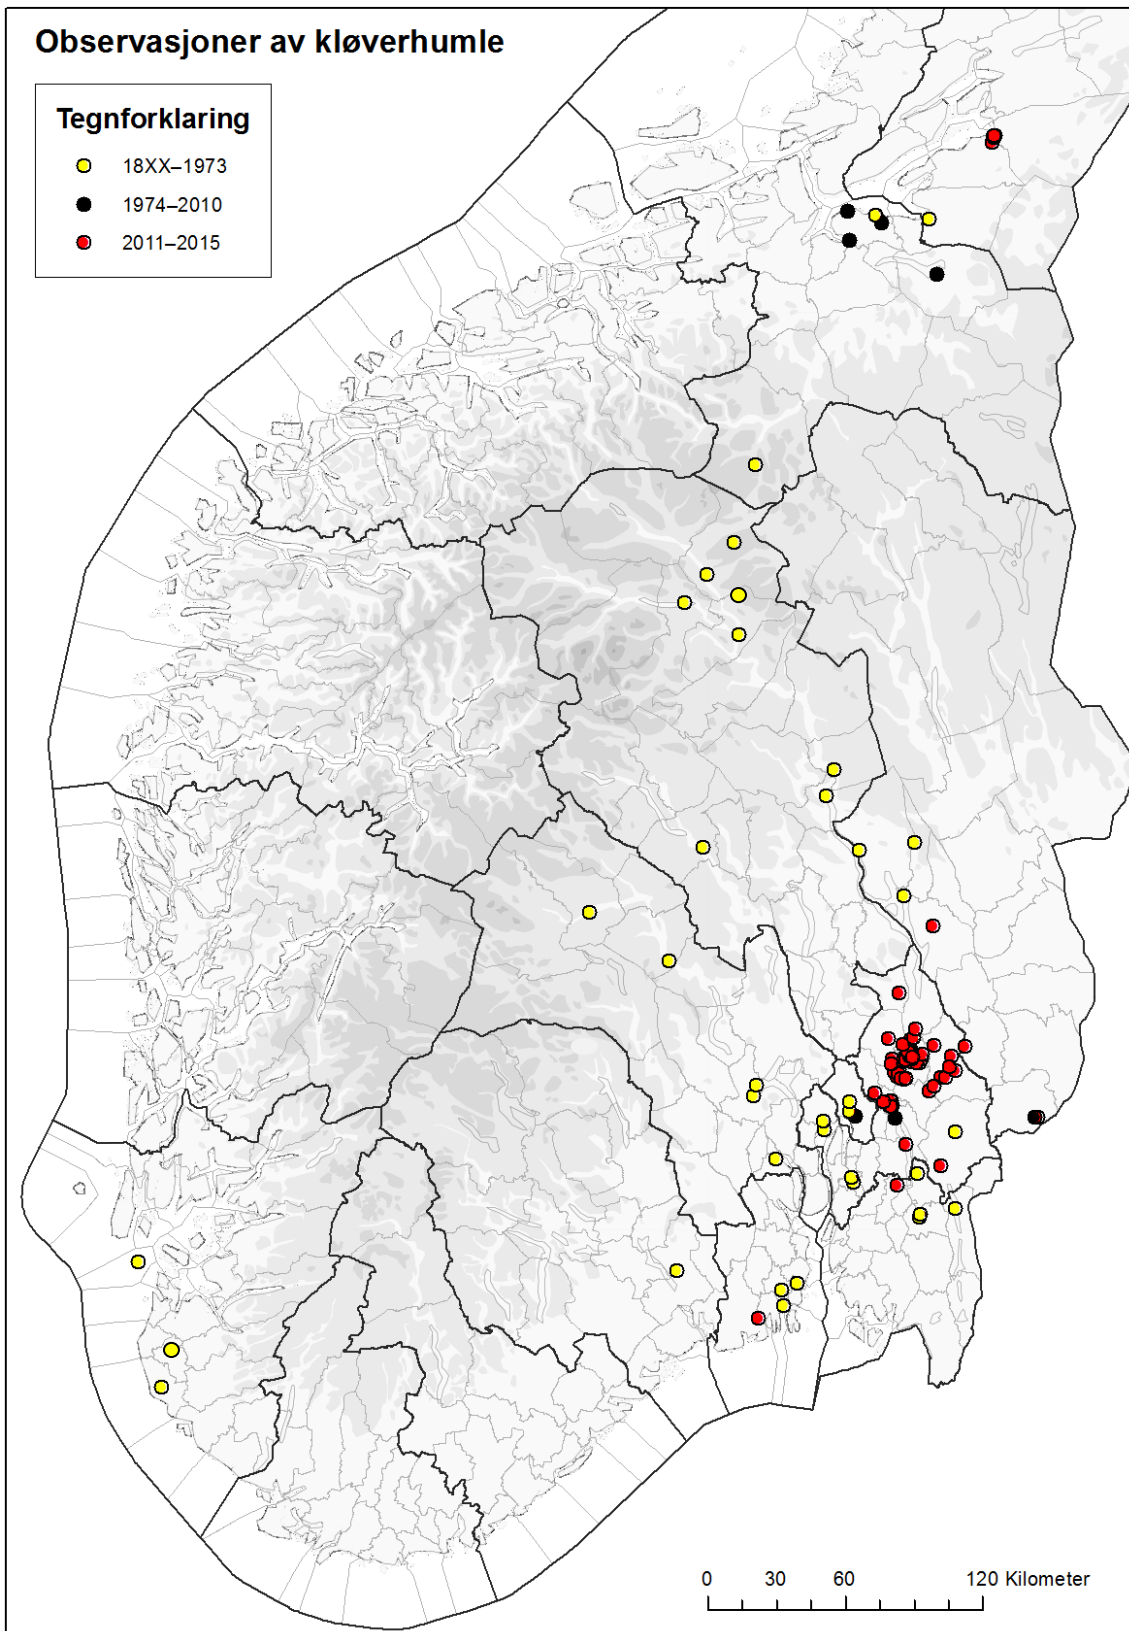 Observasjoner av kløverhumle
Tegnforklaring
18XX–1973
1974–2010
2011–2015
0 30 60 120 Kilometer